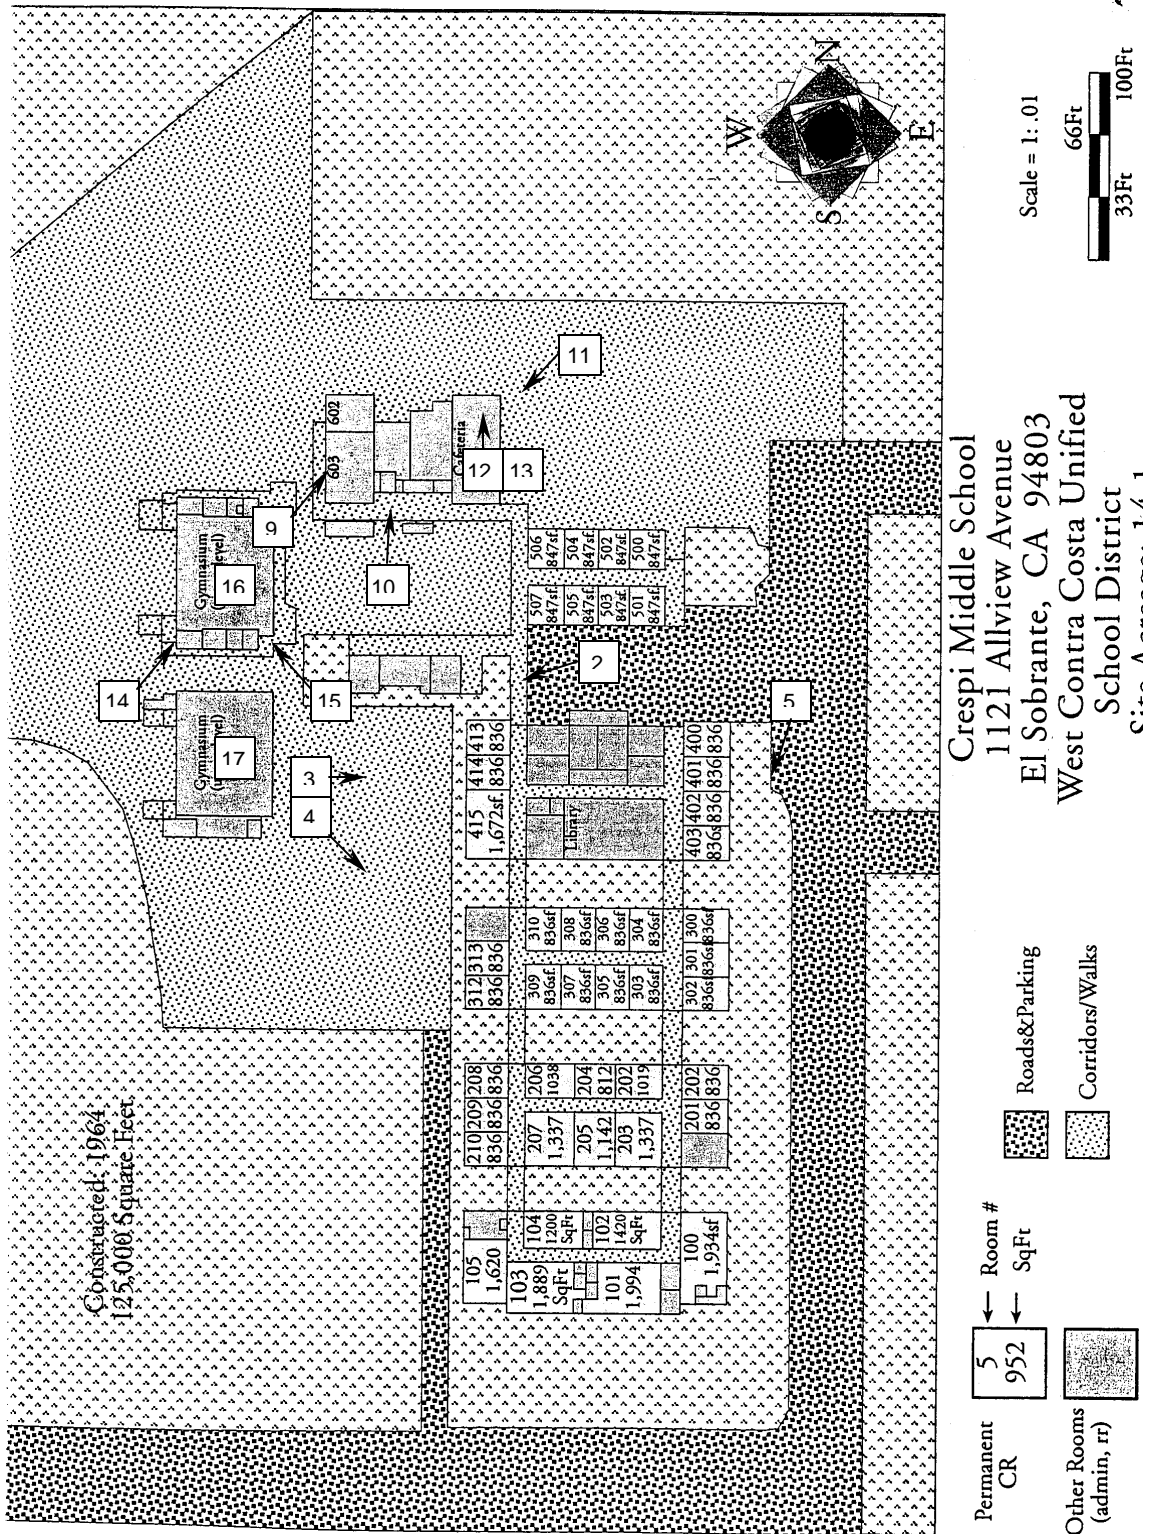 Crespi Middle School
1121 Allview Avenue
El Sobrante, CA 94803
West Contra Costa Unified
School District
Scale = 1: .01
66Ft
33Ft
100Ft
N
W
E
S
Constructed: 1964
125,000 Square Feet
Permanent
CR
5
952
Room #
SqFt
Other Rooms
(admin, rr)
Roads&Parking
Corridors/Walks
Gymnasium
17
Gymnasium
16
14
15
9
10
11
12
13
3
4
2
5
603
602
Cafeteria
506
847sf
504
847sf
502
847sf
500
847sf
507
847sf
505
847sf
503
847sf
501
847sf
413
836
414
836
415
1,672sf
Library
400
836
401
836
402
836
403
836s
312
836
313
836
310
836sf
308
836sf
306
836sf
304
836sf
309
836sf
307
836sf
305
836sf
303
836sf
300
836sf
301
836sf
302
836sf
210
836
209
836
208
836
206
1038
204
812
202
1019
207
1,337
205
1,142
203
1,337
201
836
202
836
105
1,620
104
1200
SqFt
102
1420
SqFt
103
1,889
SqFt
101
1,994
100
1,934sf